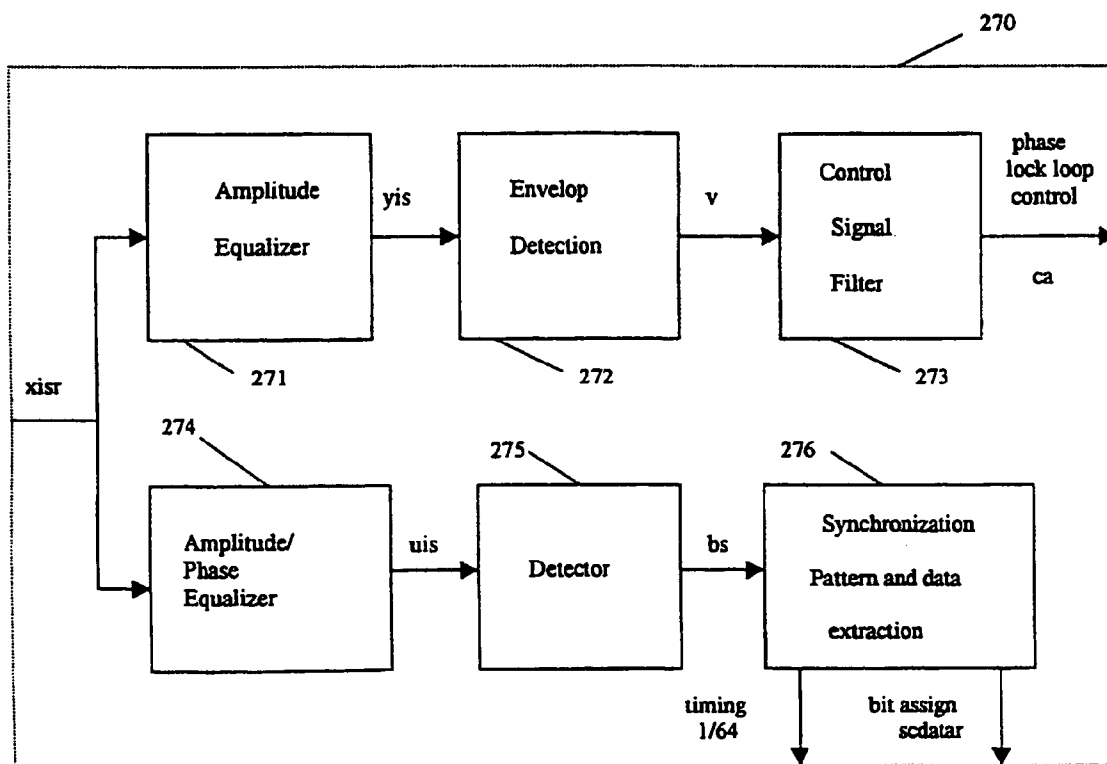 270
Amplitude
Equalizer
yis
Envelop
Detection
v
Control
Signal
Filter
phase
lock loop
control
ca
271
272
273
xisr
274
275
276
Amplitude/
Phase
Equalizer
uis
Detector
bs
Synchronization
Pattern and data
extraction
timing
1/64
bit assign
scdatar